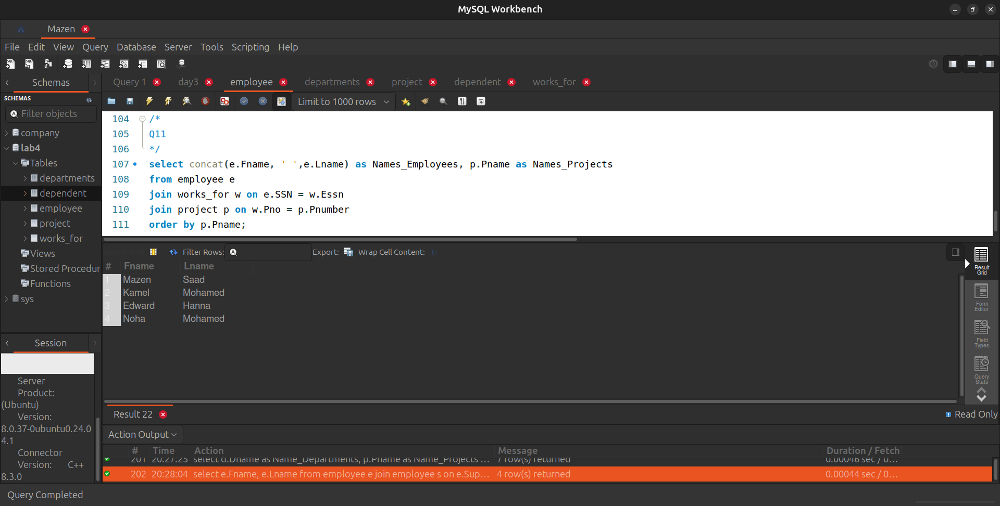 MySQL Workbench
Mazen
File Edit View Query Database Server Tools Scripting Help
Schemas
Query 1 day3 employee departments project dependent works_for
SCHEMAS
Filter objects
Limit to 1000 rows
company
lab4
Tables
departments
dependent
employee
project
works_for
Views
Stored Procedur
Functions
sys
104 /*
105 Q11
106 */
107 select concat(e.Fname, ' ',e.Lname) as Names_Employees, p.Pname as Names_Projects
108 from employee e
109 join works_for w on e.SSN = w.Essn
110 join project p on w.Pno = p.Pnumber
111 order by p.Pname;
Result Grid Filter Rows: Export: Wrap Cell Content:
# Fname Lname
1 Mazen Saad
2 Kamel Mohamed
3 Edward Hanna
4 Noha Mohamed
Result
Grid
Form
Editor
Field
Types
Query
Stats
Session
Server
Product:
(Ubuntu)
Version:
8.0.37-0ubuntu0.24.0
4.1
Connector
Version: C++
8.3.0
Result 22 Read Only
Action Output
# Time Action Message Duration / Fetch
201 20:27:25 select d.Dname as Name_Departments, p.Pname as Name_Projects ... 7 row(s) returned 0.00046 sec / 0...
202 20:28:04 select e.Fname, e.Lname from employee e join employee s on e.Sup... 4 row(s) returned 0.00044 sec / 0...
Query Completed